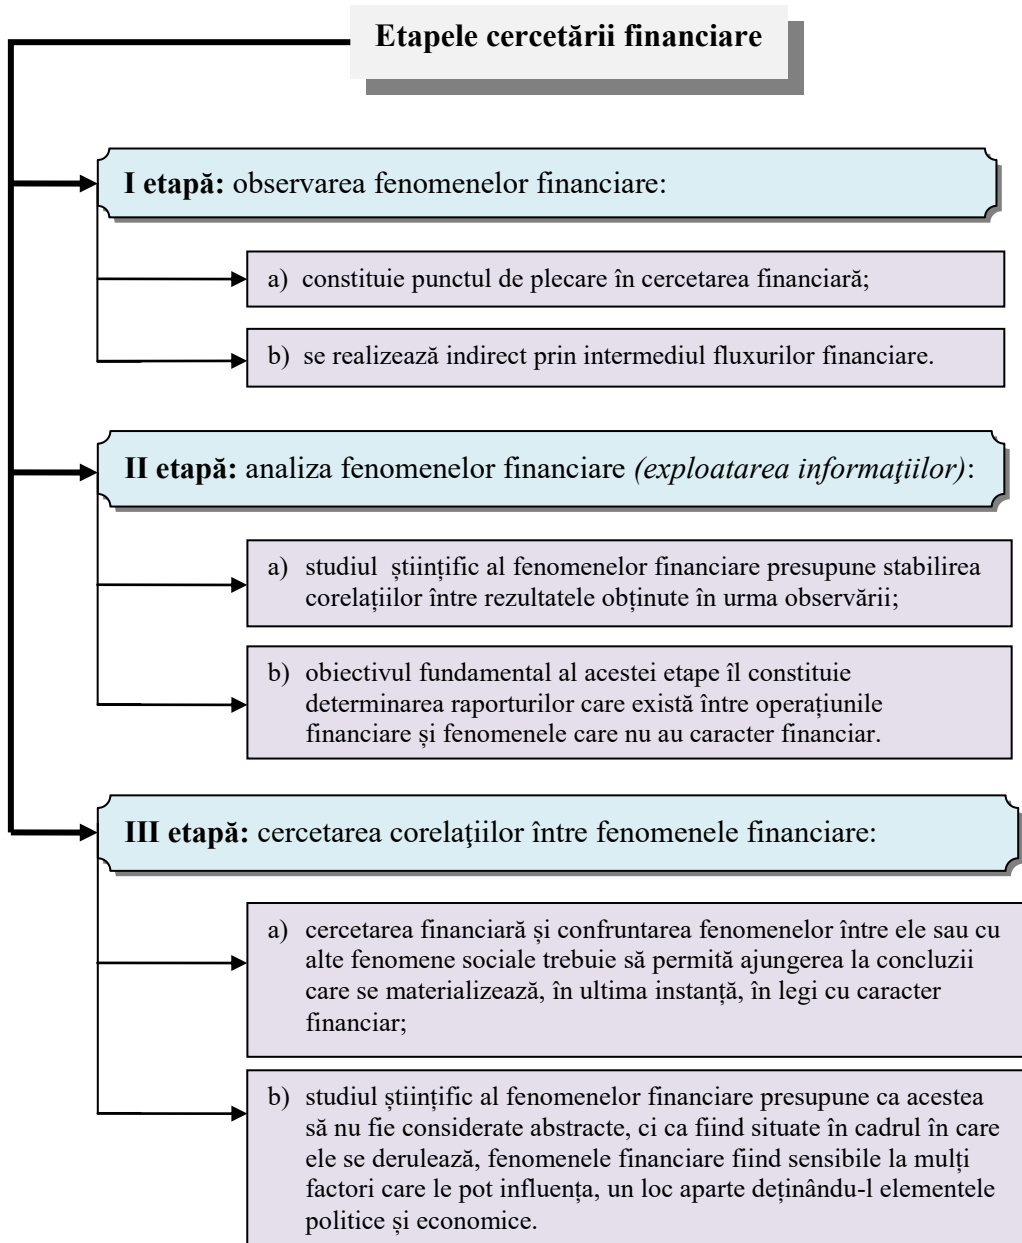 Etapele cercetării financiare
I etapă: observarea fenomenelor financiare:
a) constituie punctul de plecare în cercetarea financiară;
b) se realizează indirect prin intermediul fluxurilor financiare.
II etapă: analiza fenomenelor financiare (exploatarea informaţiilor):
a) studiul științific al fenomenelor financiare presupune stabilirea
corelațiilor între rezultatele obținute în urma observării;
b) obiectivul fundamental al acestei etape îl constituie
determinarea raporturilor care există între operațiunile
financiare și fenomenele care nu au caracter financiar.
III etapă: cercetarea corelaţiilor între fenomenele financiare:
a) cercetarea financiară și confruntarea fenomenelor între ele sau cu
alte fenomene sociale trebuie să permită ajungerea la concluzii
care se materializează, în ultima instanță, în legi cu caracter
financiar;
b) studiul științific al fenomenelor financiare presupune ca acestea
să nu fie considerate abstracte, ci ca fiind situate în cadrul în care
ele se derulează, fenomenele financiare fiind sensibile la mulți
factori care le pot influența, un loc aparte deținându-l elementele
politice și economice.